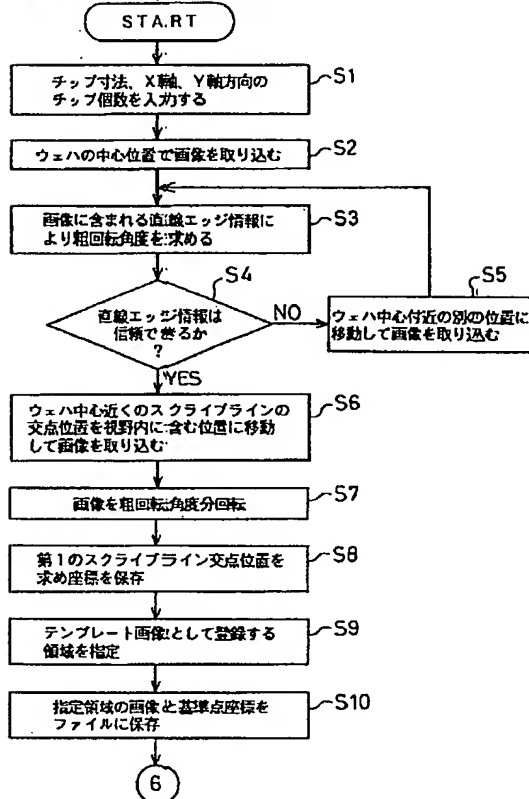 START
S1
チップ寸法、X軸、Y軸方向の
チップ個数を入力する
S2
ウェハの中心位置で画像を取り込む
S3
画像に含まれる直線エッジ情報に
より粗回転角度を求める
S4
直線エッジ情報は
信頼できるか
?
NO
S5
ウェハ中心付近の別の位置に
移動して画像を取り込む
YES
S6
ウェハ中心近くのスクライブラインの
交点位置を視野内に含む位置に移動
して画像を取り込む
S7
画像を粗回転角度分回転
S8
第1のスクライブライン交点位置を
求め座標を保存
S9
テンプレート画像として登録する
領域を指定
S10
指定領域の画像と基準点座標を
ファイルに保存
6